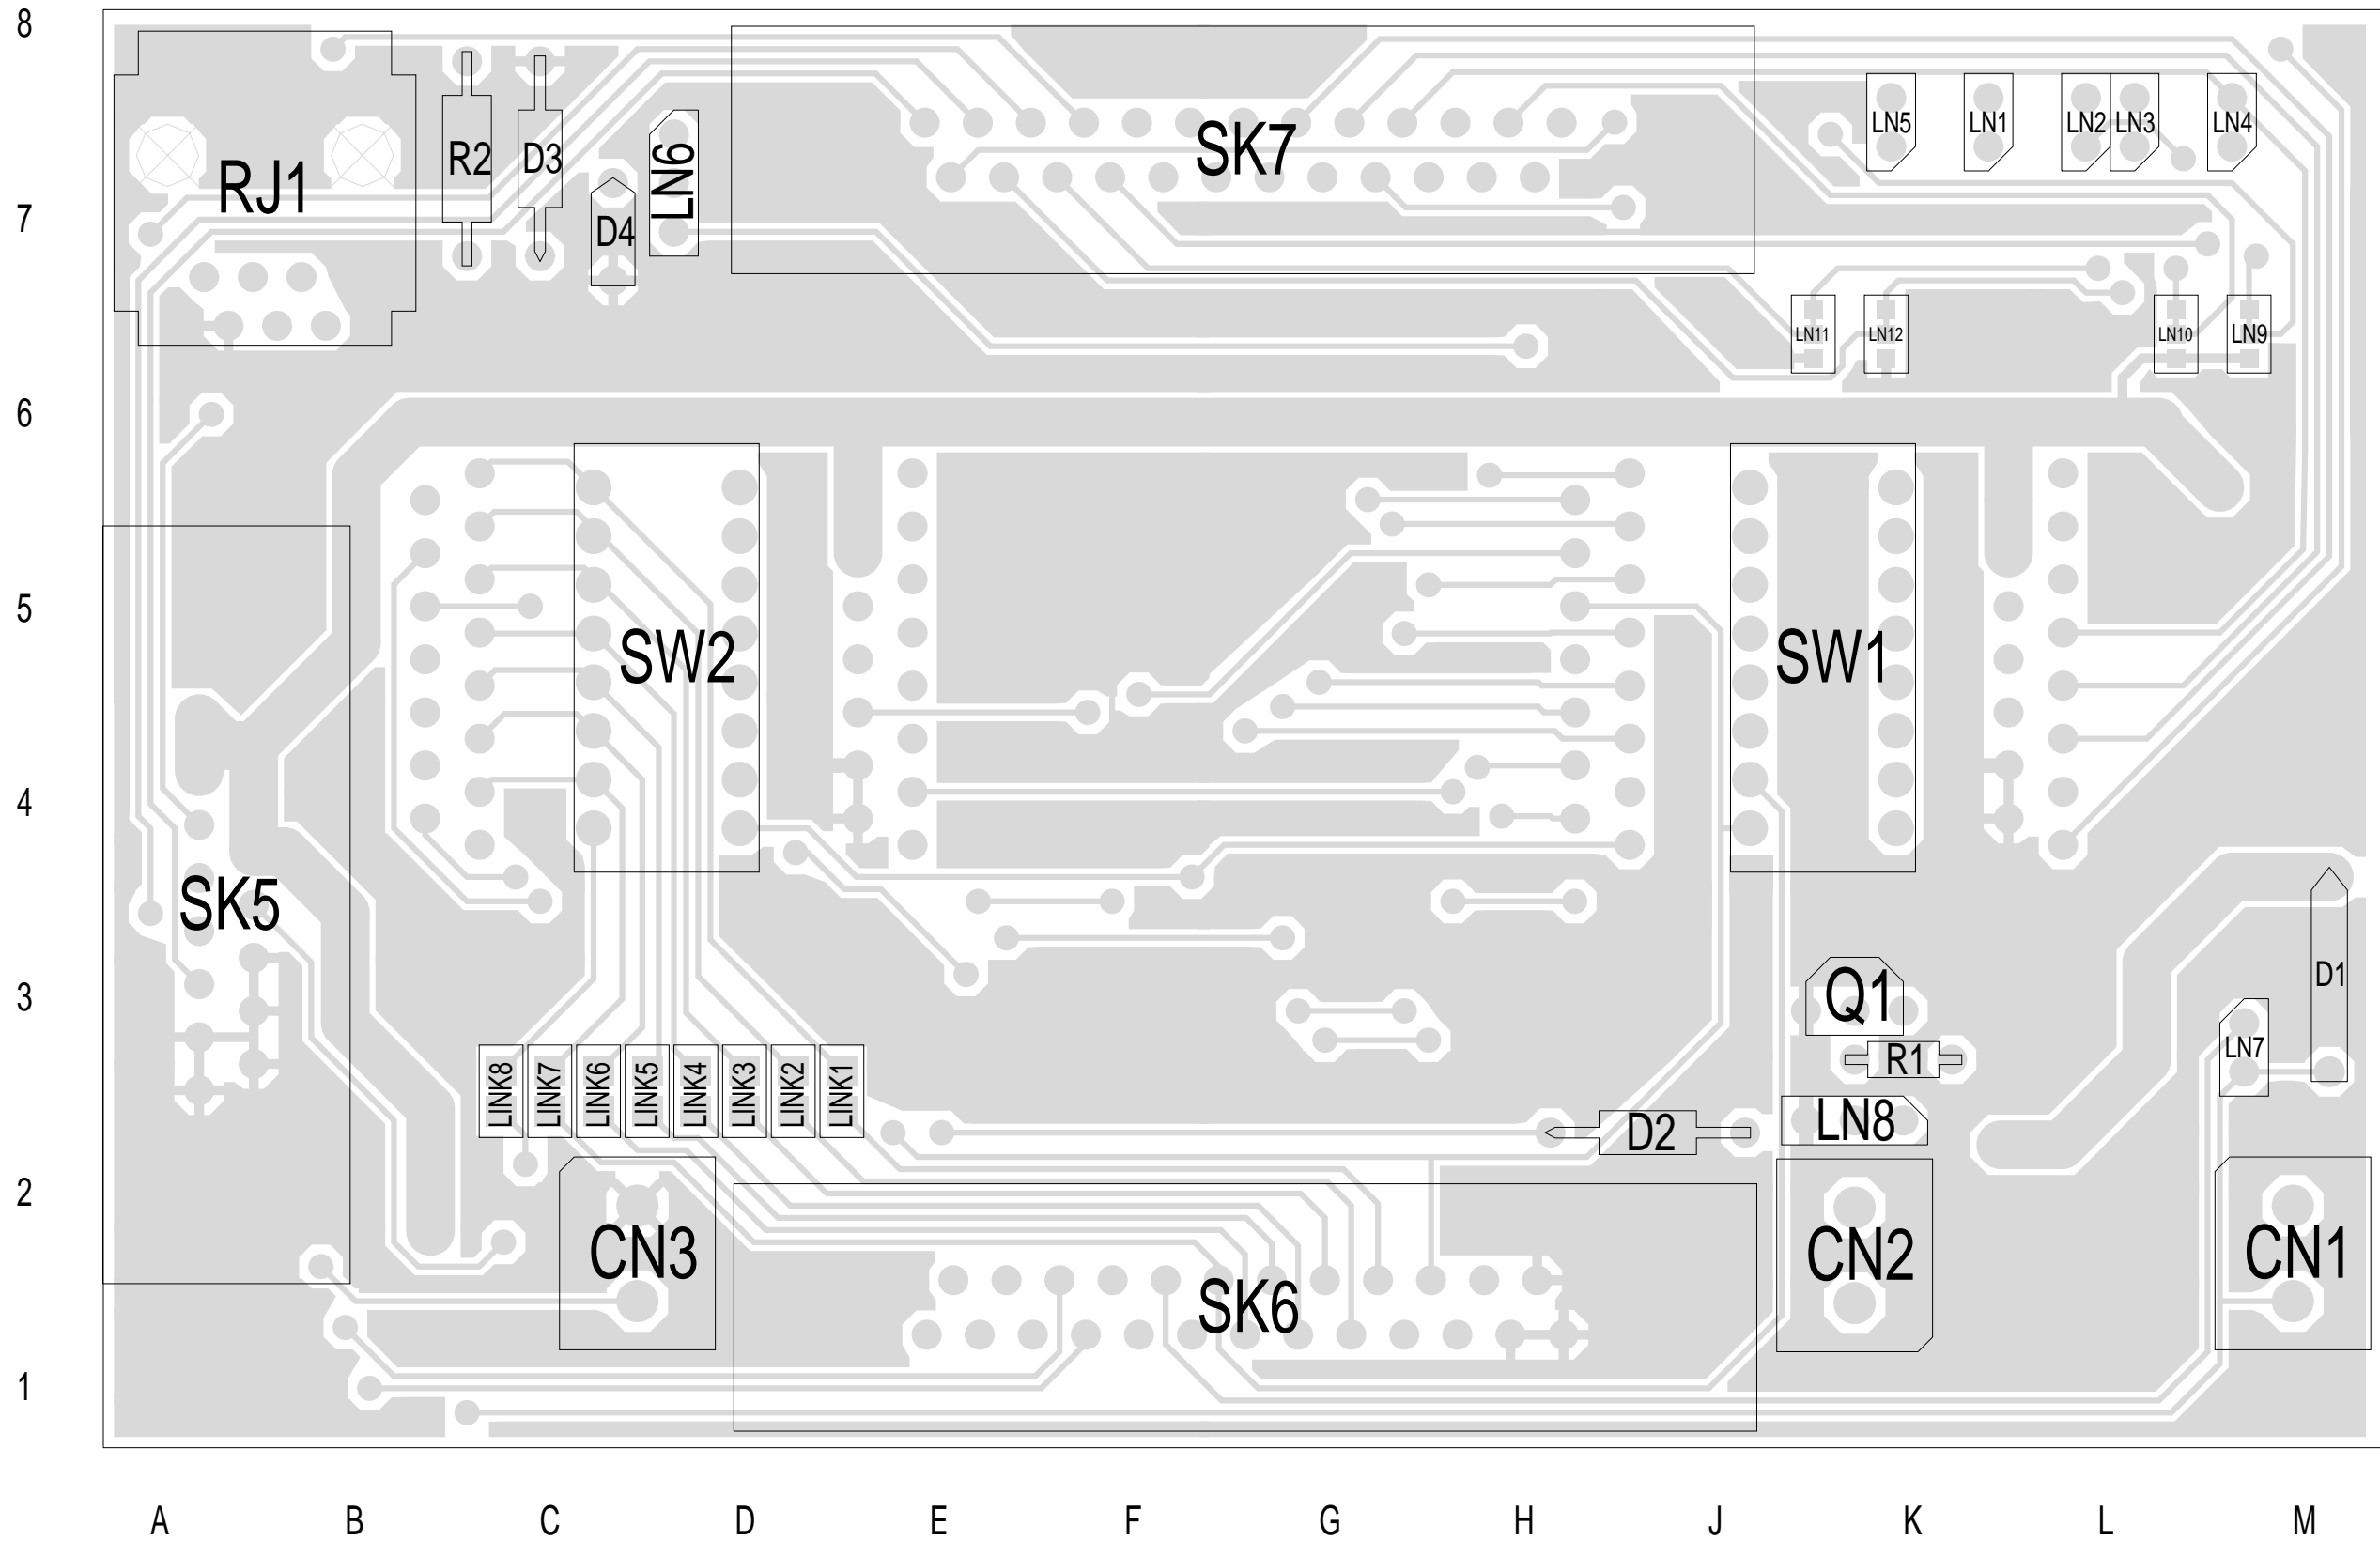 8
LN5 LN1 LN2 LN3 LN4
SK7
R2 D3 LN6
RJ1
7
D4
LN11 LN12 LN10 LN9
6
5
SW2 SW1
4
SK5
D1
3
Q1
LN7
R1
LINK8 LINK7 LINK6 LINK5 LINK4 LINK3 LINK2 LINK1
LN8
D2
2
CN3 CN2 CN1
SK6
1
A B C D E F G H J K L M